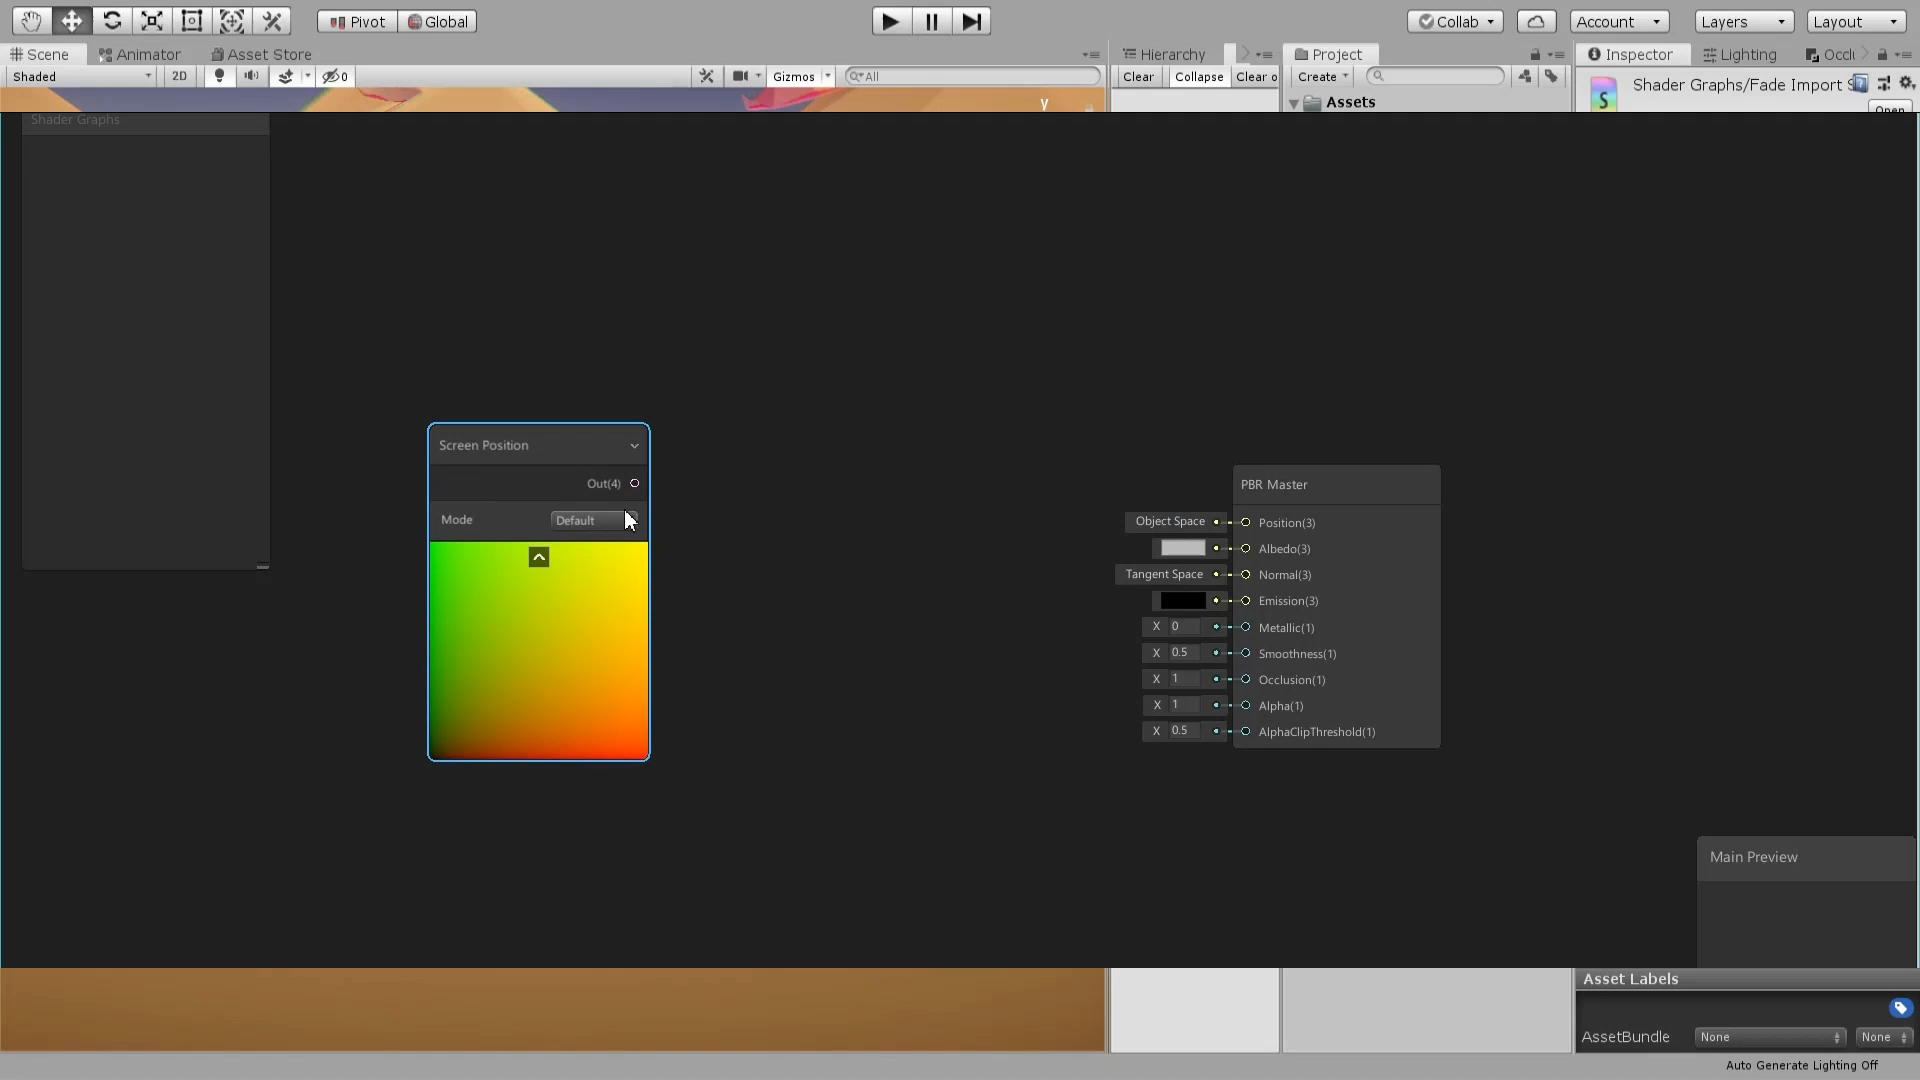 Pivot
Global
Collab
Account
Layers
Layout
Scene
Animator
Asset Store
Hierarchy
Project
Inspector
Lighting
Shaded
2D
0
Gizmos
All
Clear
Collapse
Clear o
Create
Shader Graphs/Fade Import S
Open
Assets
y
S
Shader Graphs
Screen Position
Out(4)
Mode
Default
PBR Master
Object Space
Position(3)
Albedo(3)
Tangent Space
Normal(3)
Emission(3)
X 0
Metallic(1)
X 0.5
Smoothness(1)
X 1
Occlusion(1)
X 1
Alpha(1)
X 0.5
AlphaClipThreshold(1)
Main Preview
Asset Labels
AssetBundle
None
None
Auto Generate Lighting Off